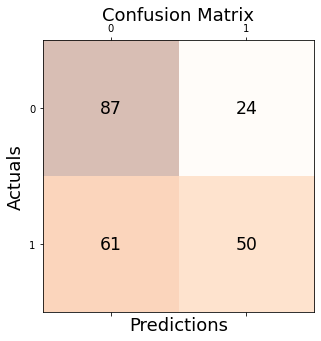 Confusion Matrix
0 1
0 87 24
Actuals
1 61 50
Predictions